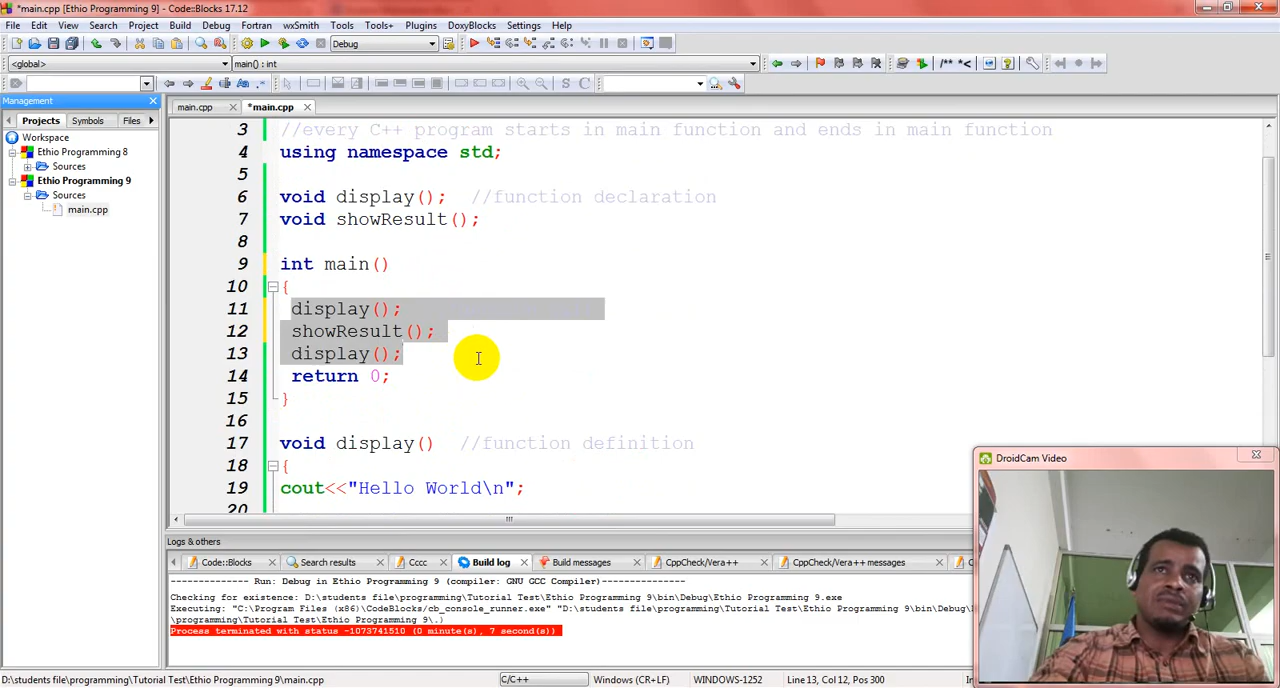 *main.cpp [Ethio Programming 9] - Code::Blocks 17.12
File Edit View Search Project Build Debug Fortran wxSmith Tools Tools+ Plugins DoxyBlocks Settings Help
Debug
<global> main() : int
/** *<
S C
Management
main.cpp *main.cpp
Projects Symbols Files
Workspace
Ethio Programming 8
Sources
Ethio Programming 9
Sources
main.cpp
3 //every C++ program starts in main function and ends in main function
4 using namespace std;
5
6 void display(); //function declaration
7 void showResult();
8
9 int main()
10 {
11 display();
12 showResult();
13 display();
14 return 0;
15 }
16
17 void display() //function definition
18 {
19 cout<<"Hello World\n";
20
DroidCam Video
Logs & others
Code::Blocks Search results Cccc Build log Build messages CppCheck/Vera++ CppCheck/Vera++ messages
-------------- Run: Debug in Ethio Programming 9 (compiler: GNU GCC Compiler)---------------
Checking for existence: D:\students file\programming\Tutorial Test\Ethio Programming 9\bin\Debug\Ethio Programming 9.exe
Executing: "C:\Program Files (x86)\CodeBlocks/cb_console_runner.exe" "D:\students file\programming\Tutorial Test\Ethio Programming 9\bin\Debug\
\programming\Tutorial Test\Ethio Programming 9\.)
Process terminated with status -1073741510 (0 minute(s), 7 second(s))
D:\students file\programming\Tutorial Test\Ethio Programming 9\main.cpp C/C++ Windows (CR+LF) WINDOWS-1252 Line 13, Col 12, Pos 300